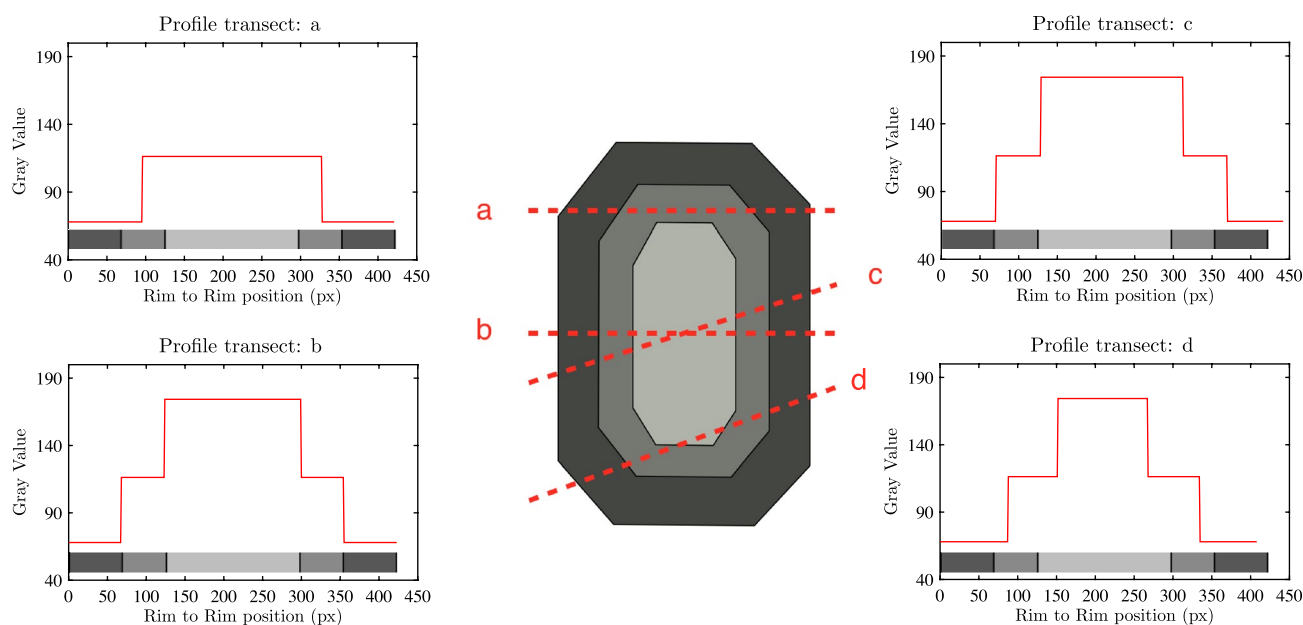 Profile transect: a
190
140
90
40
Gray Value
0 50 100 150 200 250 300 350 400 450
Rim to Rim position (px)
Profile transect: b
190
140
90
40
Gray Value
0 50 100 150 200 250 300 350 400 450
Rim to Rim position (px)
a
c
b
d
Profile transect: c
190
140
90
40
Gray Value
0 50 100 150 200 250 300 350 400 450
Rim to Rim position (px)
Profile transect: d
190
140
90
40
Gray Value
0 50 100 150 200 250 300 350 400 450
Rim to Rim position (px)